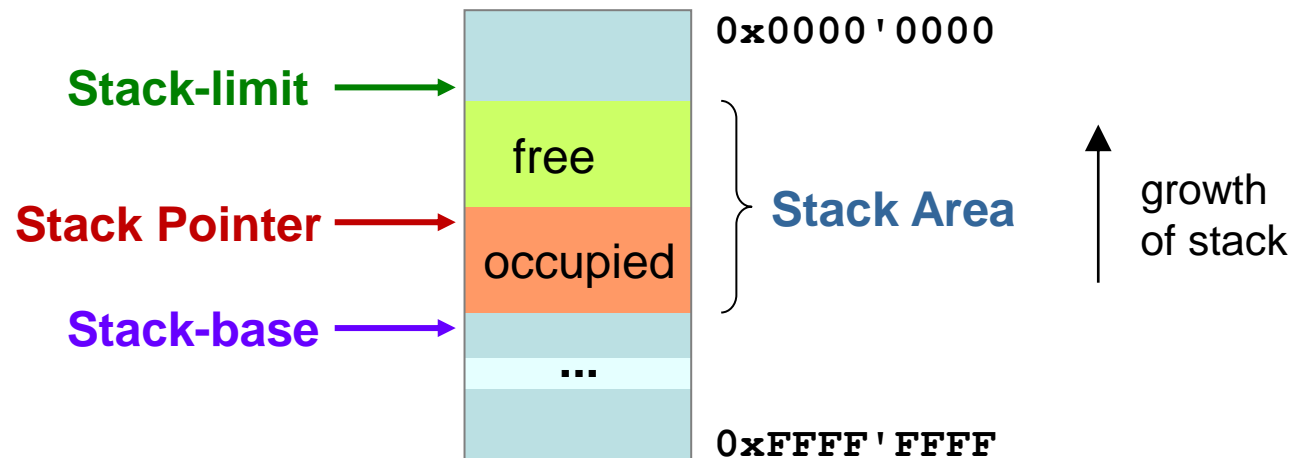 0x0000'0000
Stack-limit
free
Stack Pointer
Stack Area
growth
of stack
occupied
Stack-base
...
0xFFFF'FFFF